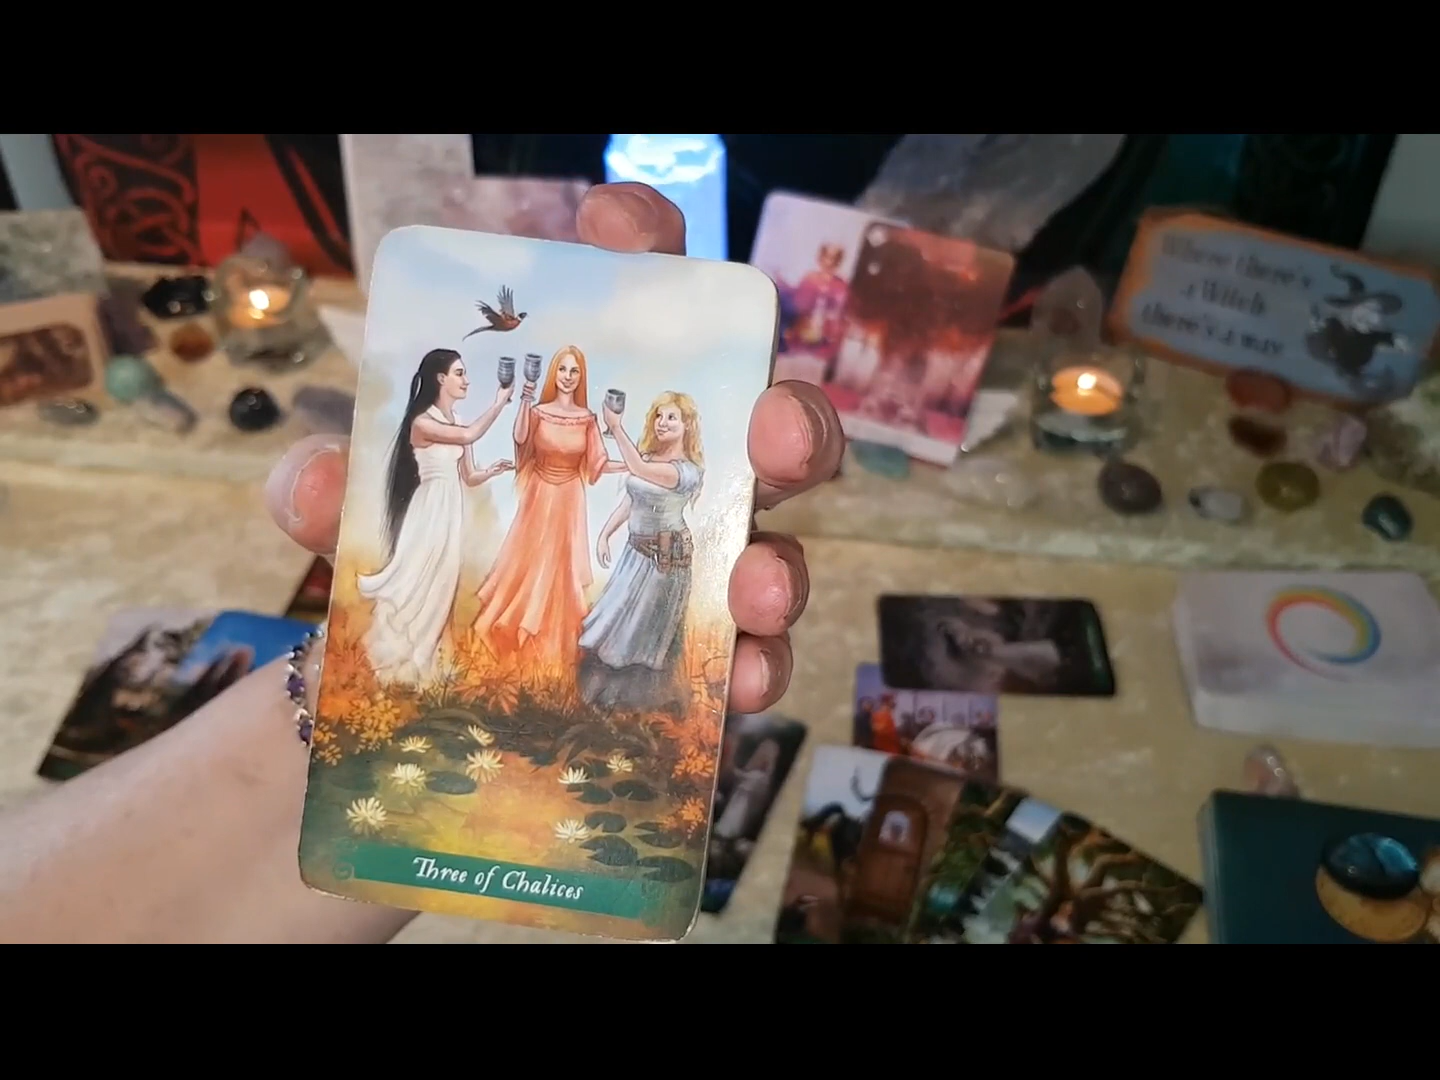 Where there's
a Witch
there's a way
Three of Chalices